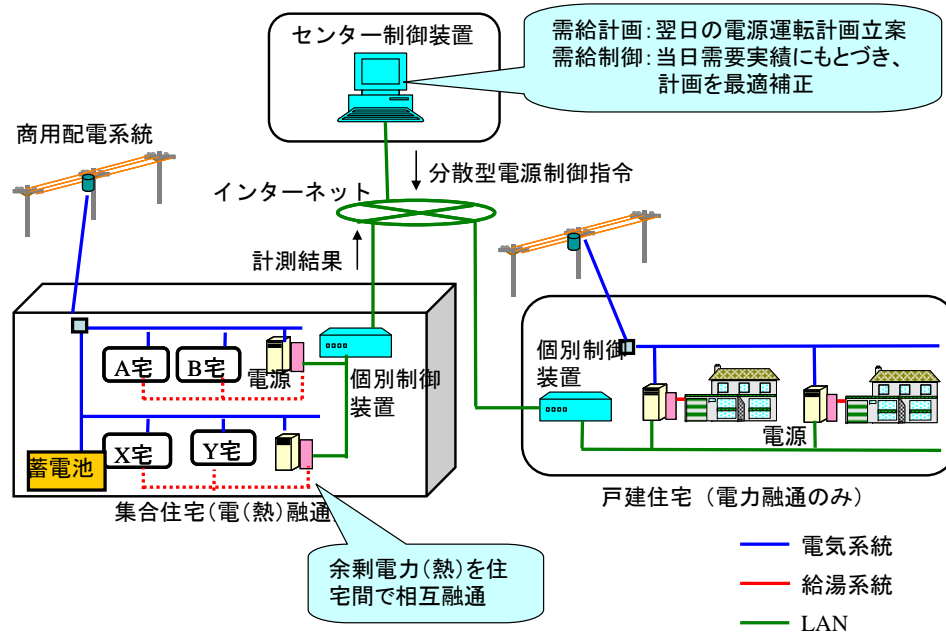 センター制御装置
需給計画：翌日の電源運転計画立案
需給制御：当日需要実績にもとづき、
計画を最適補正
商用配電系統
分散型電源制御指令
インターネット
計測結果
A宅
B宅
電源
個別制御
装置
X宅
Y宅
蓄電池
集合住宅（電（熱）融通
個別制御
装置
電源
戸建住宅（電力融通のみ）
余剰電力（熱）を住
宅間で相互融通
電気系統
給湯系統
LAN